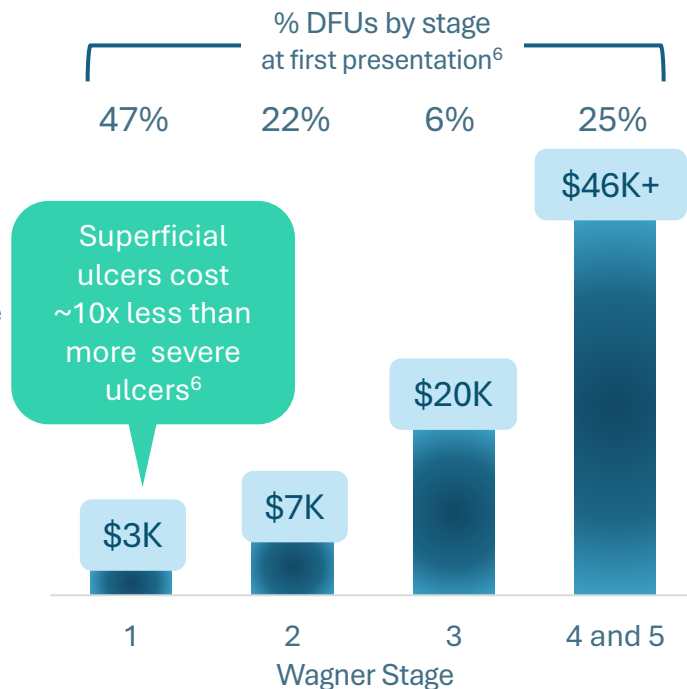 % DFUs by stage
at first presentation⁶
47% 22% 6% 25%
$46K+
Superficial
ulcers cost
~10x less than
more severe
ulcers⁶
$20K
$7K
$3K
1 2 3 4 and 5
Wagner Stage